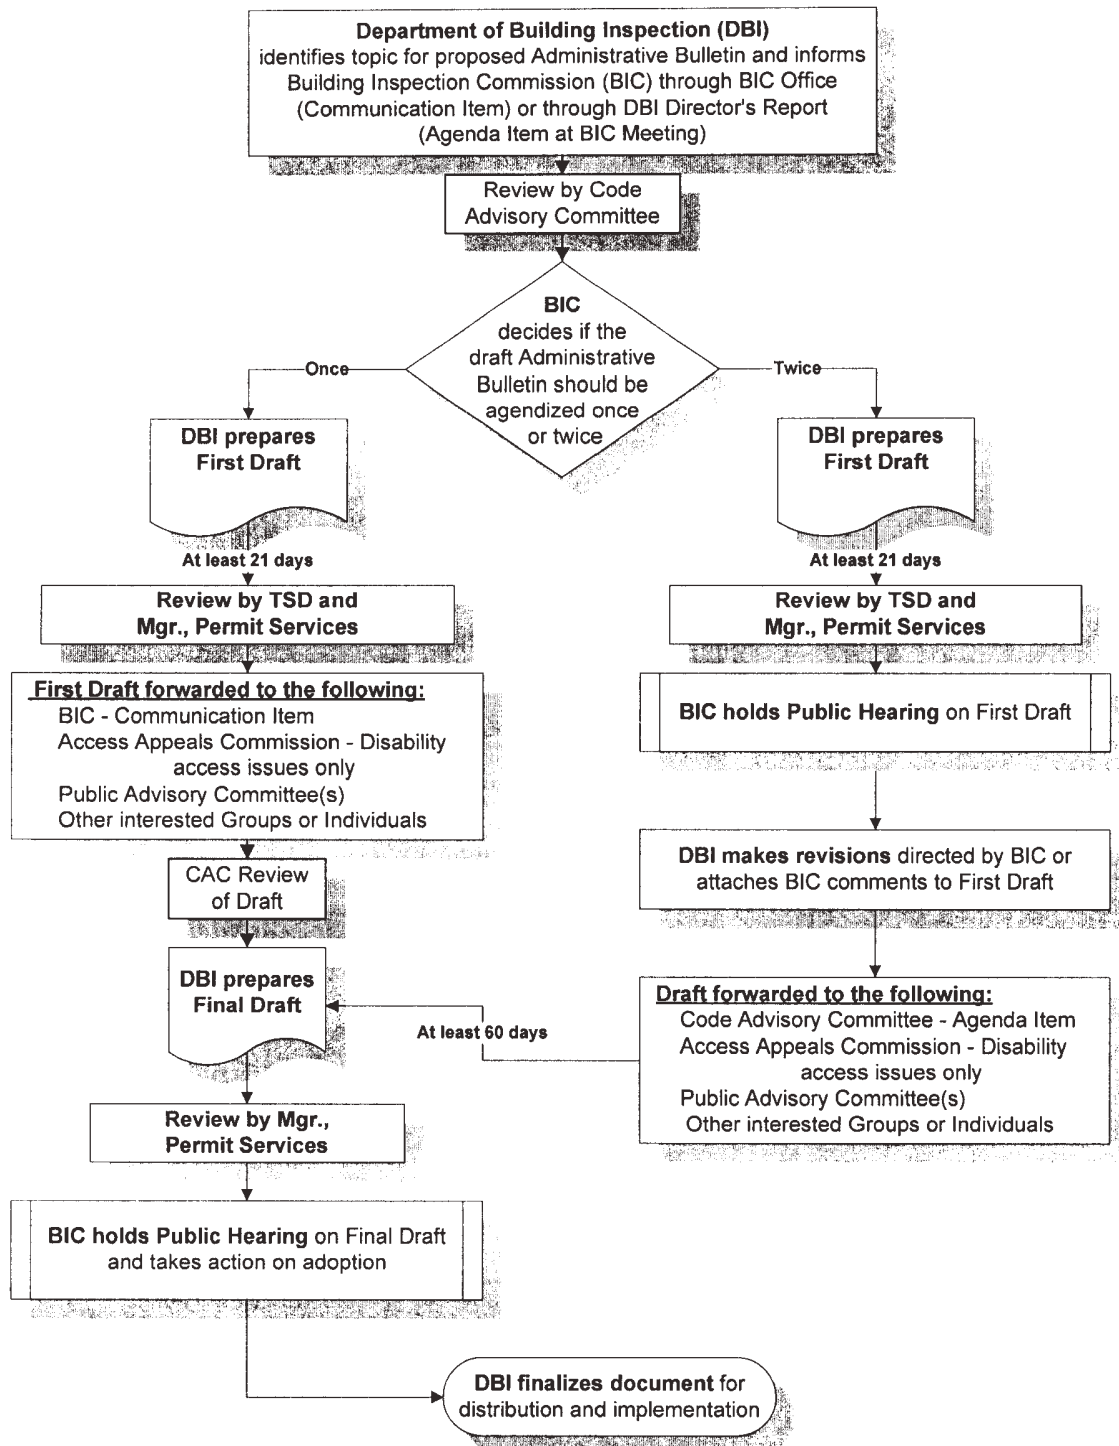 Department of Building Inspection (DBI)
identifies topic for proposed Administrative Bulletin and informs
Building Inspection Commission (BIC) through BIC Office
(Communication Item) or through DBI Director's Report
(Agenda Item at BIC Meeting)
Review by Code
Advisory Committee
BIC
decides if the
draft Administrative
Bulletin should be
agendized once
or twice
Once
DBI prepares
First Draft
At least 21 days
Review by TSD and
Mgr., Permit Services
First Draft forwarded to the following:
BIC - Communication Item
Access Appeals Commission - Disability
access issues only
Public Advisory Committee(s)
Other interested Groups or Individuals
CAC Review
of Draft
Twice
DBI prepares
First Draft
At least 21 days
Review by TSD and
Mgr., Permit Services
BIC holds Public Hearing on First Draft
DBI makes revisions directed by BIC or
attaches BIC comments to First Draft
Draft forwarded to the following:
Code Advisory Committee - Agenda Item
Access Appeals Commission - Disability
access issues only
Public Advisory Committee(s)
Other interested Groups or Individuals
At least 60 days
DBI prepares
Final Draft
Review by Mgr.,
Permit Services
BIC holds Public Hearing on Final Draft
and takes action on adoption
DBI finalizes document for
distribution and implementation